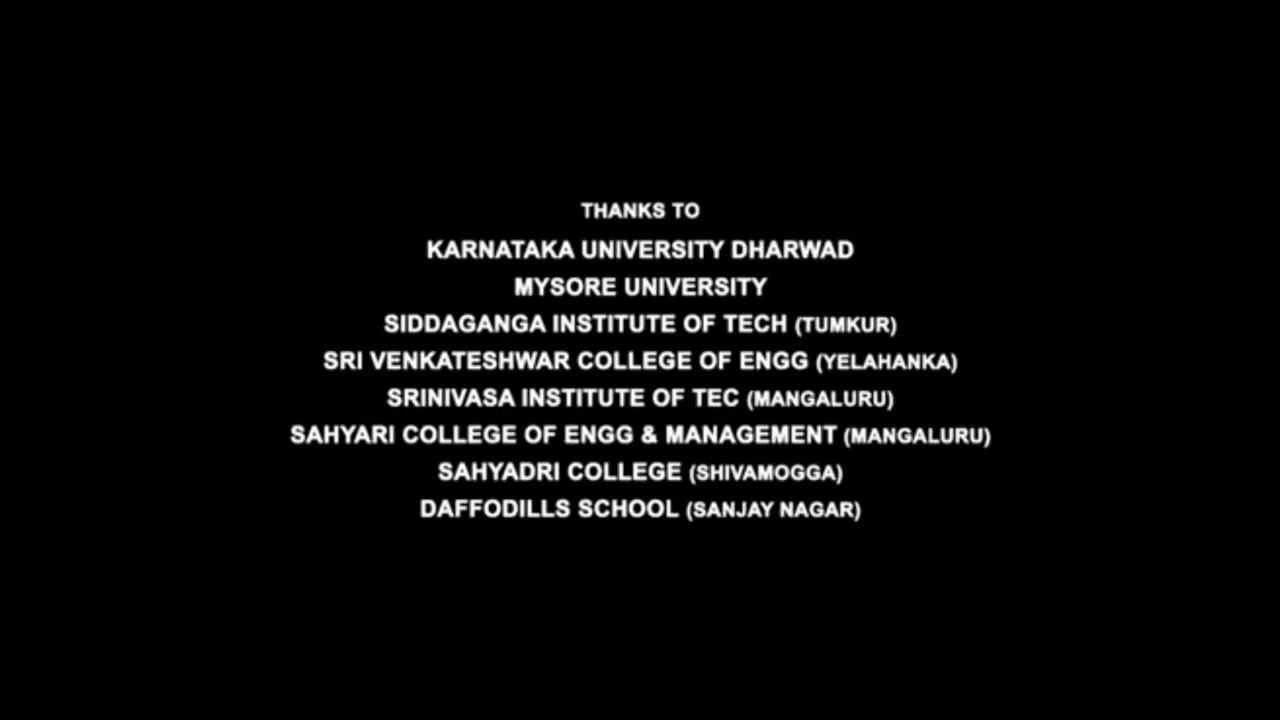 THANKS TO
KARNATAKA UNIVERSITY DHARWAD
MYSORE UNIVERSITY
SIDDAGANGA INSTITUTE OF TECH (TUMKUR)
SRI VENKATESHWAR COLLEGE OF ENGG (YELAHANKA)
SRINIVASA INSTITUTE OF TEC (MANGALURU)
SAHYARI COLLEGE OF ENGG & MANAGEMENT (MANGALURU)
SAHYADRI COLLEGE (SHIVAMOGGA)
DAFFODILLS SCHOOL (SANJAY NAGAR)